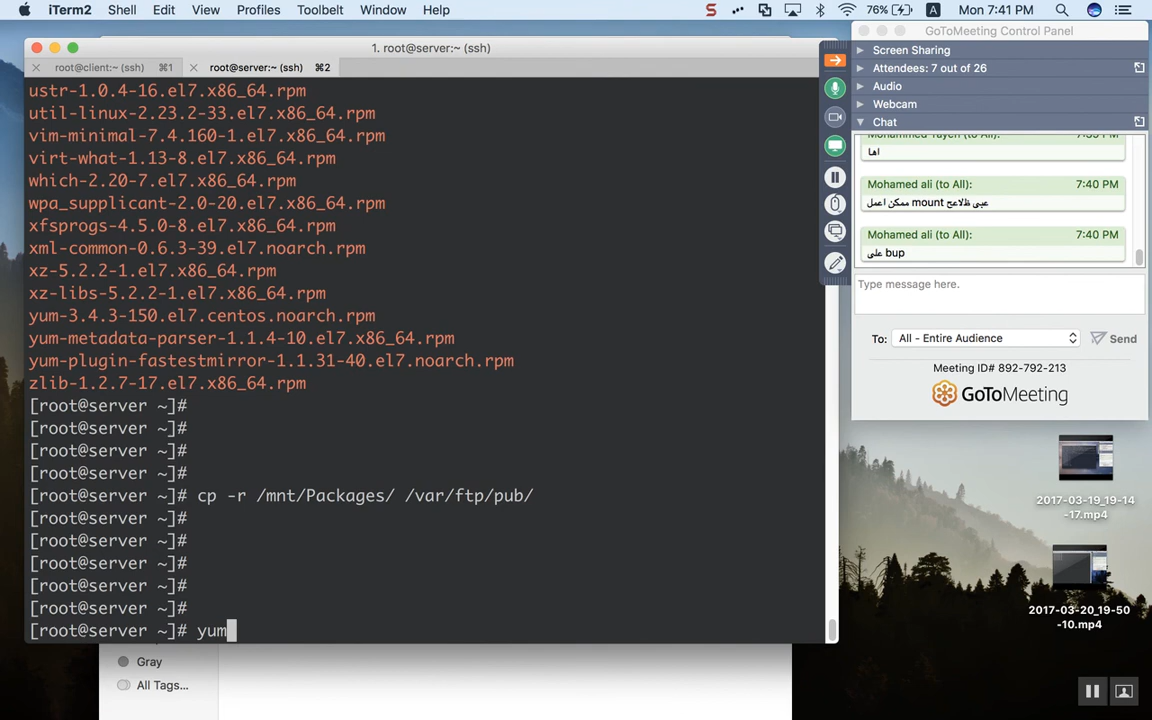 iTerm2 Shell Edit View Profiles Toolbelt Window Help
76% A Mon 7:41 PM
1. root@server:~ (ssh)
root@client:~ (ssh) ⌘1 root@server:~ (ssh) ⌘2
ustr-1.0.4-16.el7.x86_64.rpm
util-linux-2.23.2-33.el7.x86_64.rpm
vim-minimal-7.4.160-1.el7.x86_64.rpm
virt-what-1.13-8.el7.x86_64.rpm
which-2.20-7.el7.x86_64.rpm
wpa_supplicant-2.0-20.el7.x86_64.rpm
xfsprogs-4.5.0-8.el7.x86_64.rpm
xml-common-0.6.3-39.el7.noarch.rpm
xz-5.2.2-1.el7.x86_64.rpm
xz-libs-5.2.2-1.el7.x86_64.rpm
yum-3.4.3-150.el7.centos.noarch.rpm
yum-metadata-parser-1.1.4-10.el7.x86_64.rpm
yum-plugin-fastestmirror-1.1.31-40.el7.noarch.rpm
zlib-1.2.7-17.el7.x86_64.rpm
[root@server ~]#
[root@server ~]#
[root@server ~]#
[root@server ~]#
[root@server ~]# cp -r /mnt/Packages/ /var/ftp/pub/
[root@server ~]#
[root@server ~]#
[root@server ~]#
[root@server ~]#
[root@server ~]#
[root@server ~]# yum
Gray
All Tags...
GoToMeeting Control Panel
Screen Sharing
Attendees: 7 out of 26
Audio
Webcam
Chat
Mohammed Tayeh (to All): 7:39 PM
اها
Mohamed ali (to All): 7:40 PM
ممكن اعمل mount
Mohamed ali (to All): 7:40 PM
على bup
Type message here.
To: All - Entire Audience Send
Meeting ID# 892-792-213
GoToMeeting
2017-03-19_19-14
-17.mp4
2017-03-20_19-50
-10.mp4